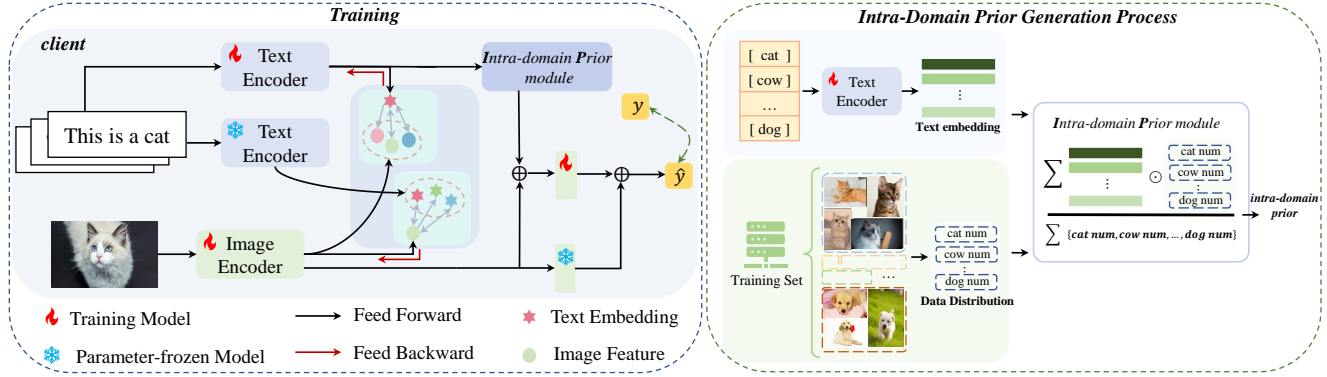 Training
client
Text
Encoder
Intra-domain Prior
module
This is a cat
Text
Encoder
y
ŷ
Image
Encoder
Training Model
Feed Forward
Text Embedding
Parameter-frozen Model
Feed Backward
Image Feature
Intra-Domain Prior Generation Process
[ cat ]
[ cow ]
...
[ dog ]
Text
Encoder
⋮
Text embedding
Training Set
...
cat num
cow num
⋮
dog num
Data Distribution
Intra-domain Prior module
∑
⋮
⊙
cat num
cow num
⋮
dog num
∑ {cat num, cow num, ... , dog num}
intra-domain
prior